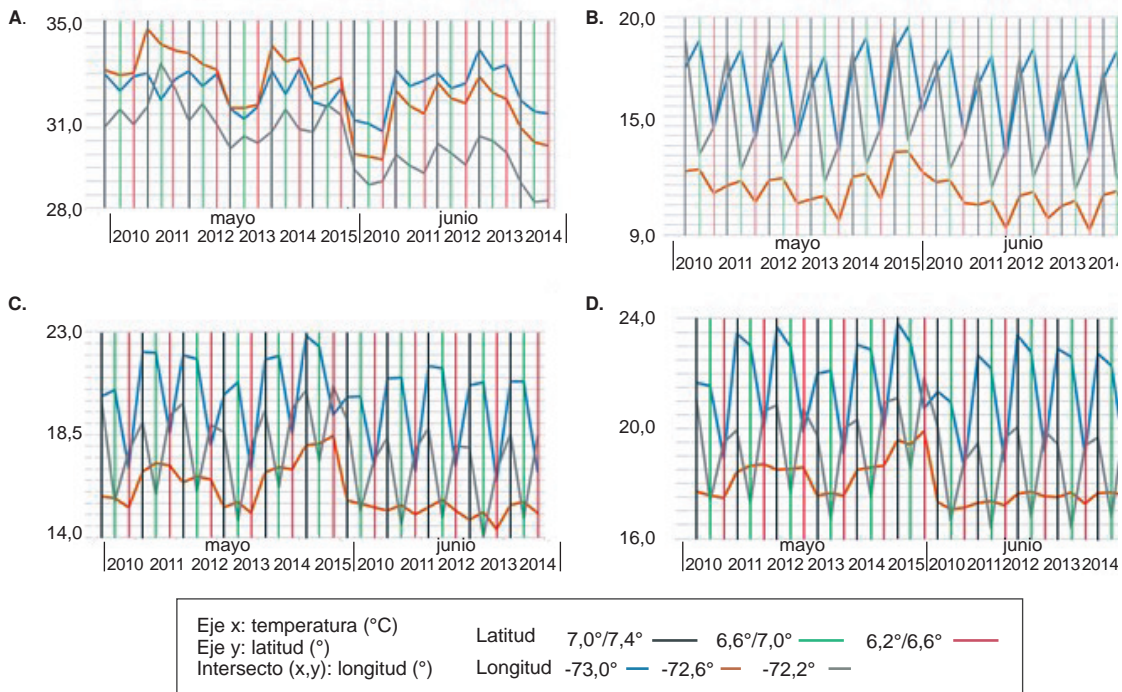 A.
35,0
31,0
28,0
mayo junio
2010 2011 2012 2013 2014 2015 2010 2011 2012 2013 2014
B.
20,0
15,0
9,0
mayo junio
2010 2011 2012 2013 2014 2015 2010 2011 2012 2013 2014
C.
23,0
18,5
14,0
mayo junio
2010 2011 2012 2013 2014 2015 2010 2011 2012 2013 2014
D.
24,0
20,0
16,0
mayo junio
2010 2011 2012 2013 2014 2015 2010 2011 2012 2013 2014
Eje x: temperatura (°C)
Eje y: latitud (°)
Intersecto (x,y): longitud (°)
Latitud 7,0°/7,4° 6,6°/7,0° 6,2°/6,6°
Longitud -73,0° -72,6° -72,2°